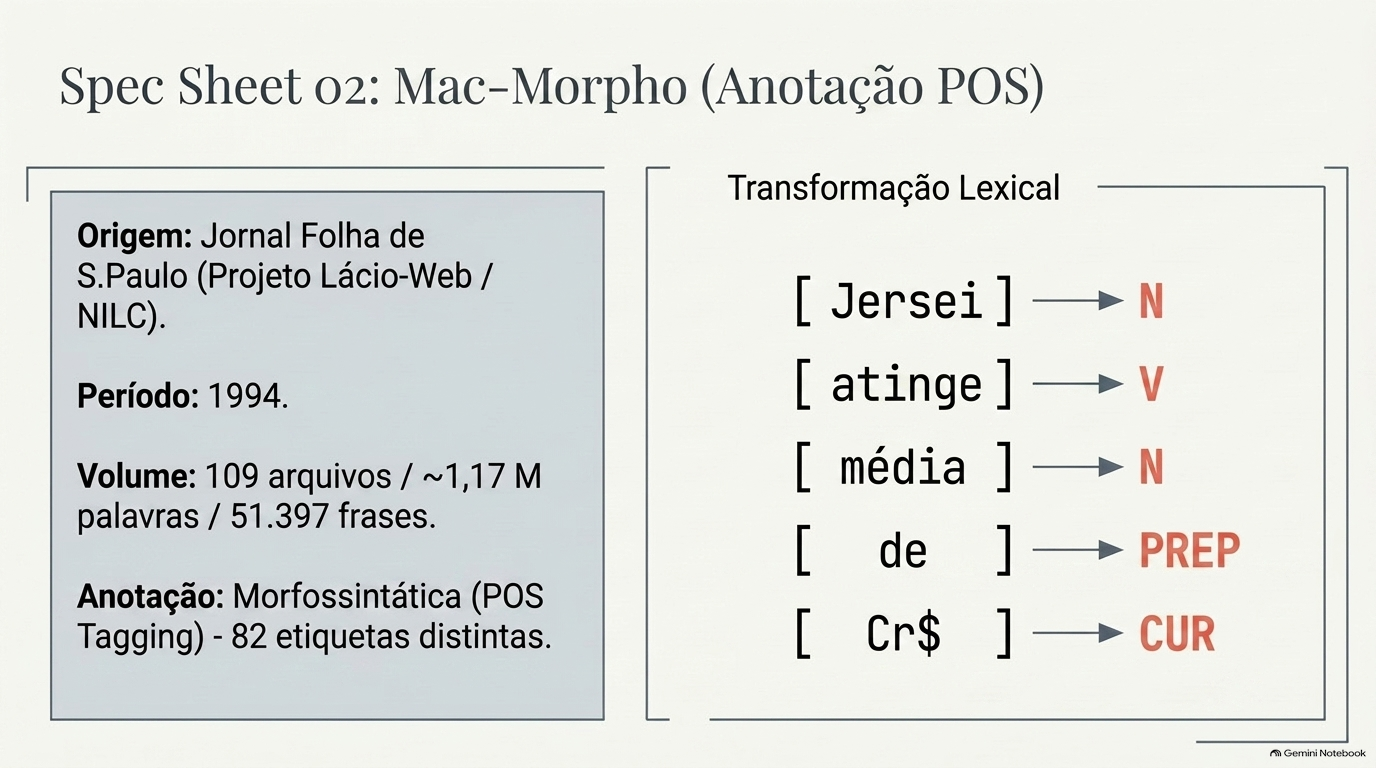 Spec Sheet 02: Mac-Morpho (Anotação POS)
Origem: Jornal Folha de
S.Paulo (Projeto Lácio-Web /
NILC).
Período: 1994.
Volume: 109 arquivos / ~1,17 M
palavras / 51.397 frases.
Anotação: Morfossintática (POS
Tagging) - 82 etiquetas distintas.
Transformação Lexical
[ Jersei ] → N
[ atinge ] → V
[ média ] → N
[ de ] → PREP
[ Cr$ ] → CUR
Gemini Notebook